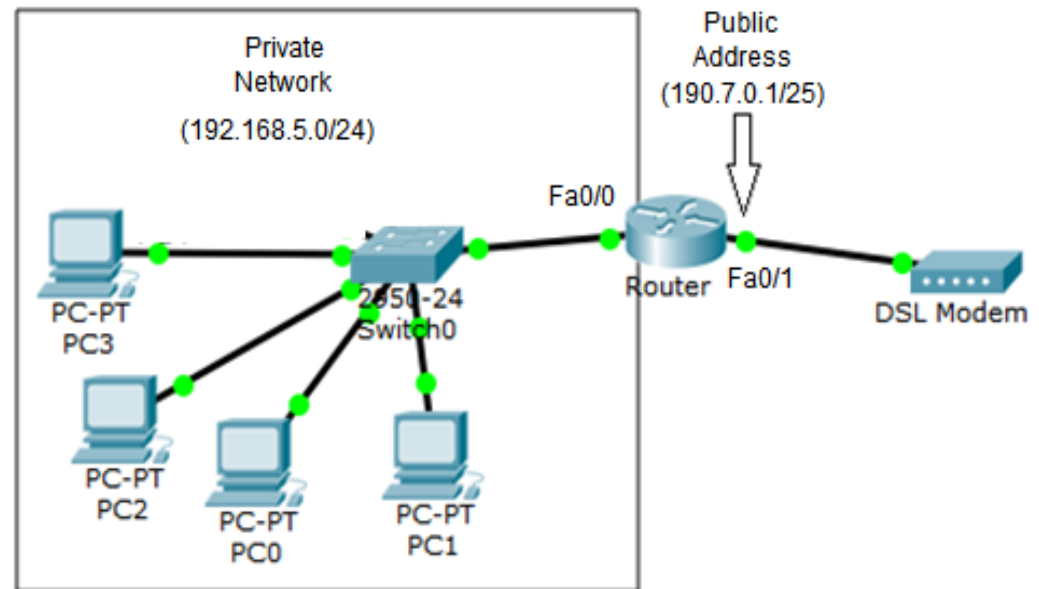 Private
Network
(192.168.5.0/24)
Public
Address
(190.7.0.1/25)
Fa0/0
Router
Fa0/1
DSL Modem
2950-24
Switch0
PC-PT
PC3
PC-PT
PC2
PC-PT
PC0
PC-PT
PC1